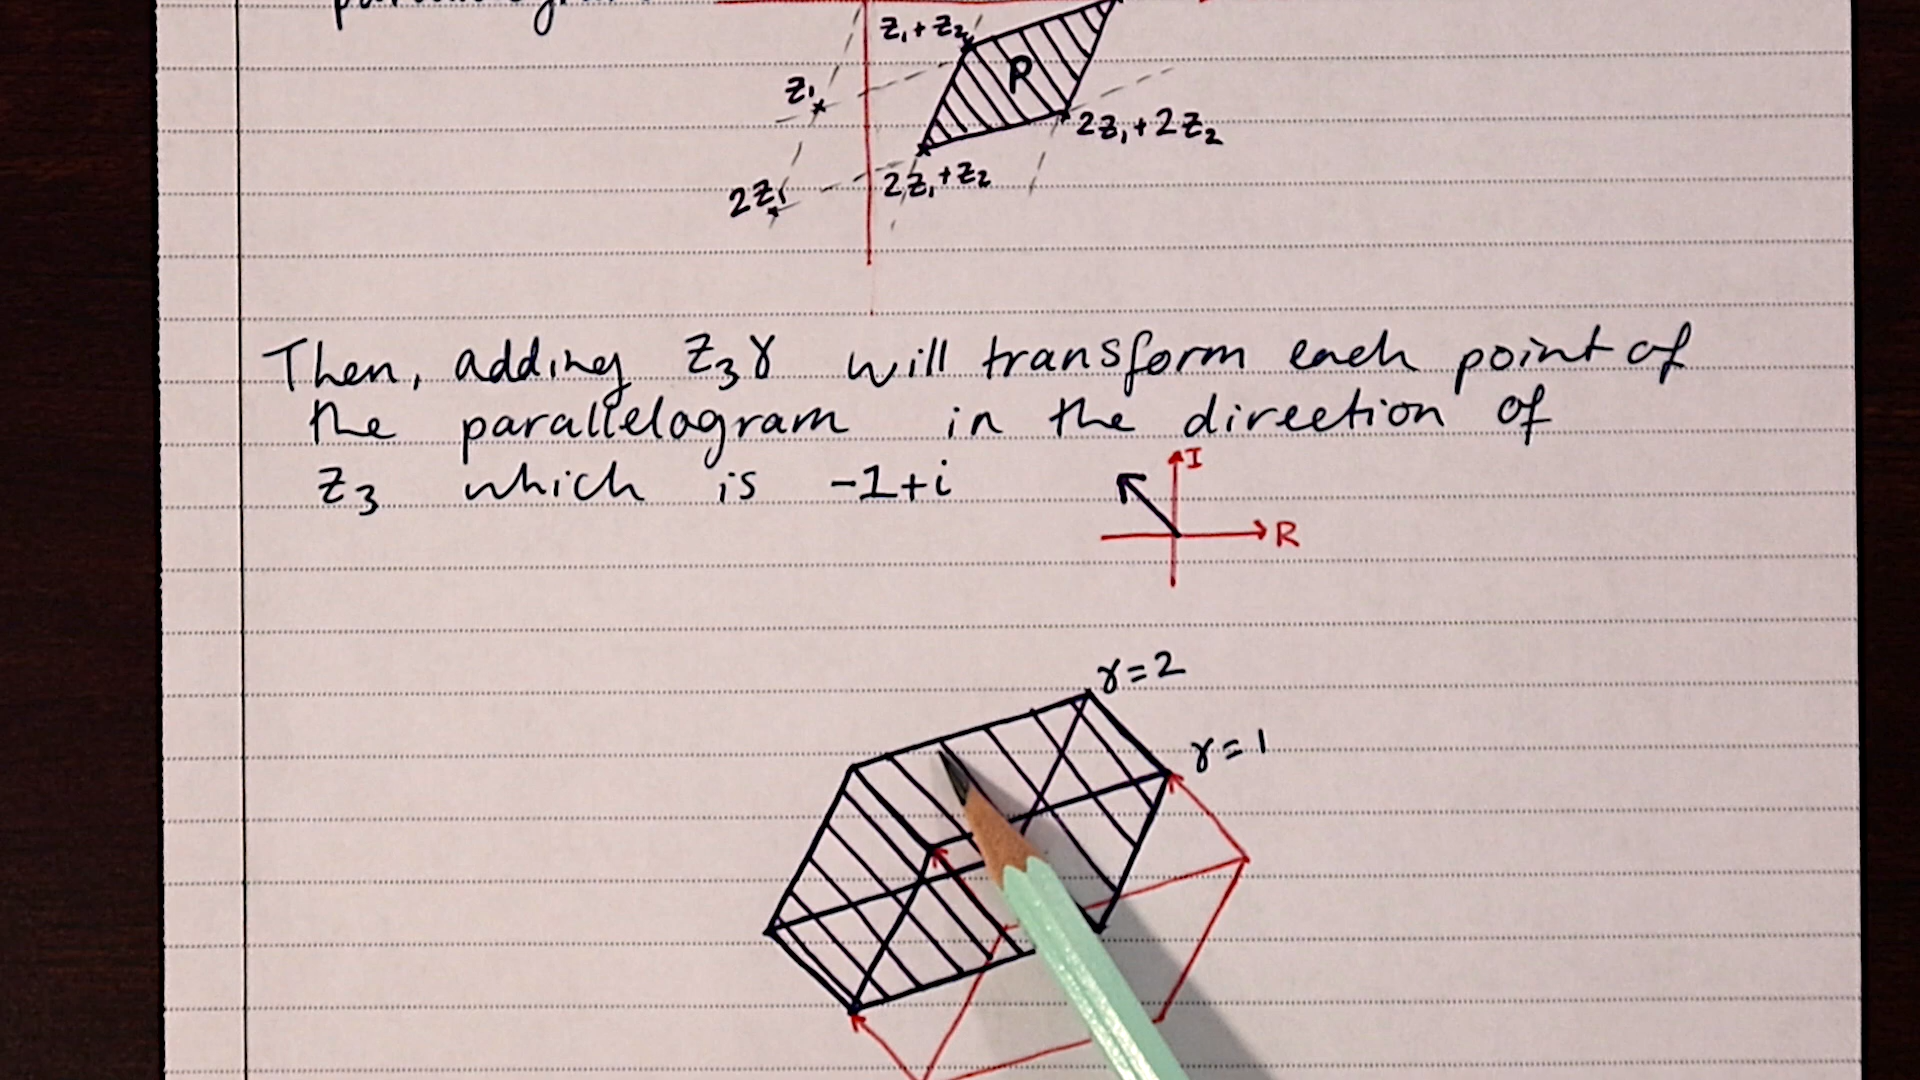 z₁+z₂
R
z₁
2z₁+2z₂
2z₁+z₂
2z₁
Then, adding z₃γ will transform each point of
the parallelogram in the direction of
z₃ which is -1+i
I
R
γ=2
γ=1